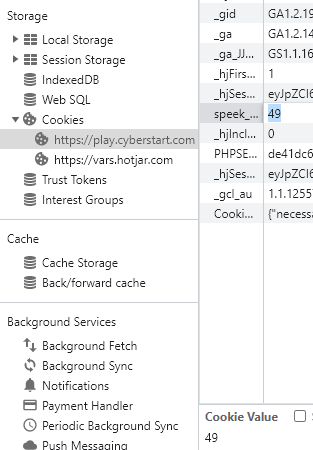 Storage
Local Storage
Session Storage
IndexedDB
Web SQL
Cookies
https://play.cyberstart.com
https://vars.hotjar.com
Trust Tokens
Interest Groups
Cache
Cache Storage
Back/forward cache
Background Services
Background Fetch
Background Sync
Notifications
Payment Handler
Periodic Background Sync
Push Messaging
_gid GA1.2.19
_ga GA1.2.14
_ga_JJ... GS1.1.16
_hjFirs... 1
_hjSes... eyJpZCI6
speek_... 49
_hjIncl... 0
PHPSE... de41dc6
_hjSes... eyJpZCI6
_gcl_au 1.1.1255
Cooki... {"necessa
Cookie Value S
49